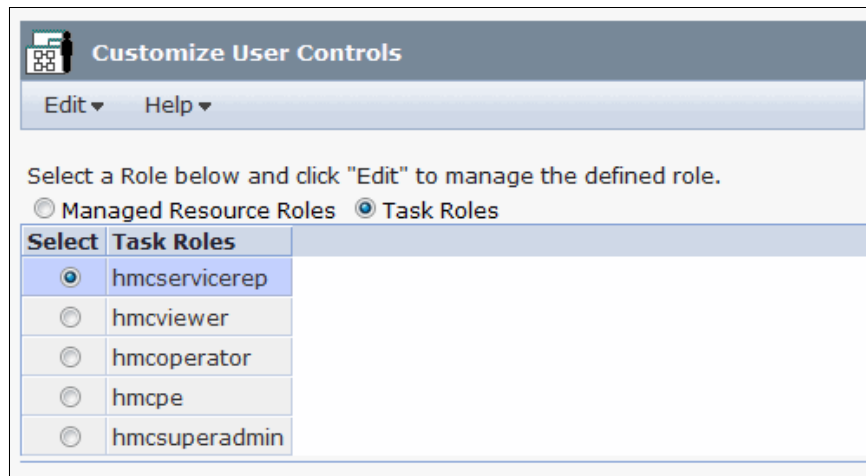 Customize User Controls
Edit Help
Select a Role below and click "Edit" to manage the defined role.
Managed Resource Roles Task Roles
Select Task Roles
hmcservicerep
hmcviewer
hmcoperator
hmcpe
hmcsuperadmin